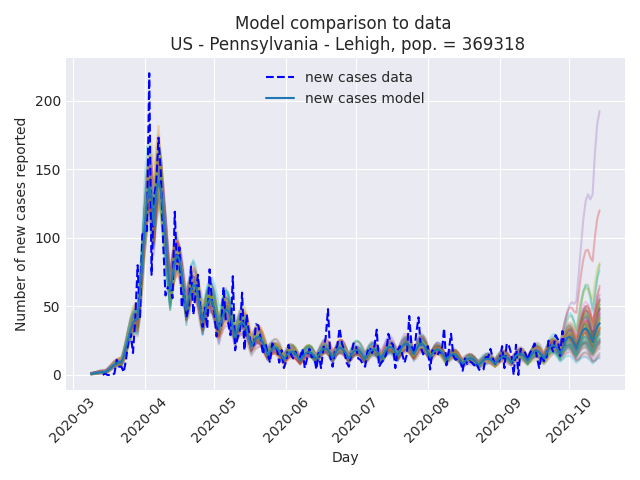 Model comparison to data
US - Pennsylvania - Lehigh, pop. = 369318
new cases data
new cases model
Number of new cases reported
200
150
100
50
0
2020-03
2020-04
2020-05
2020-06
2020-07
2020-08
2020-09
2020-10
Day